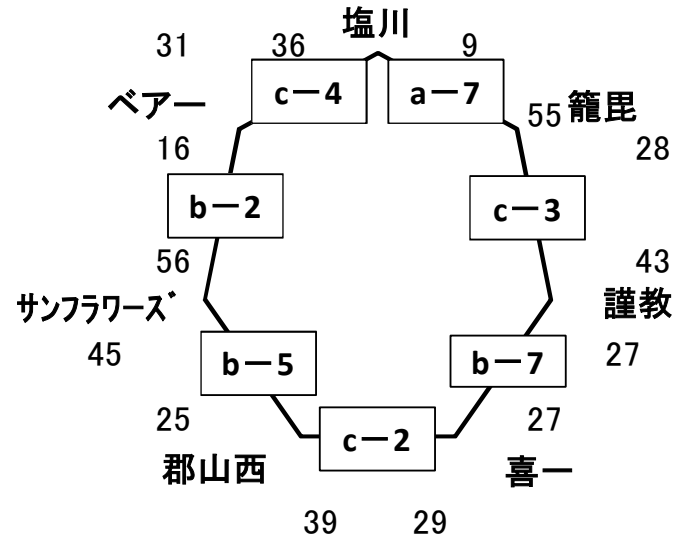 塩川
31 36 9
c－4 a－7
ベアー 55 籠毘
16 28
b－2 c－3
56 43
サンフラワーズ 謹教
45 b－5 b－7 27
25 c－2 27
郡山西 喜一
39 29